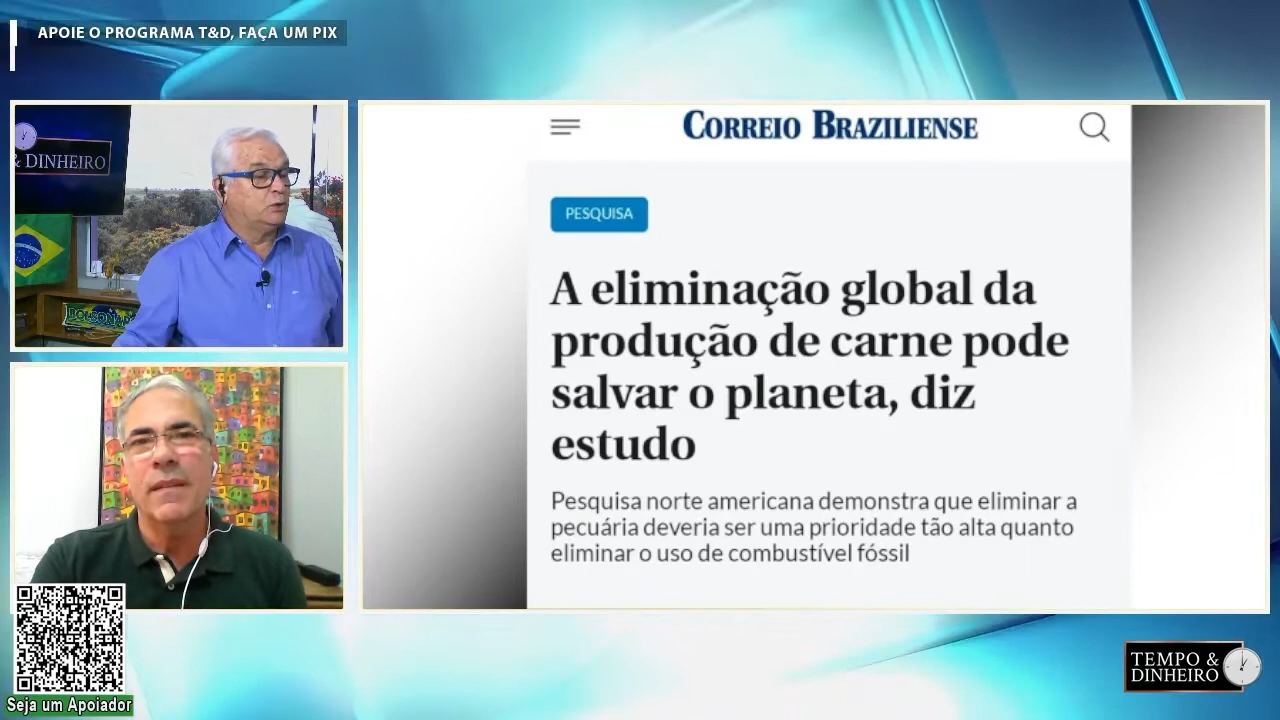 APOIE O PROGRAMA T&D, FAÇA UM PIX
& DINHEIRO
CORREIO BRAZILIENSE
PESQUISA
A eliminação global da
produção de carne pode
salvar o planeta, diz
estudo
Pesquisa norte americana demonstra que eliminar a
pecuária deveria ser uma prioridade tão alta quanto
eliminar o uso de combustível fóssil
Seja um Apoiador
TEMPO &
DINHEIRO